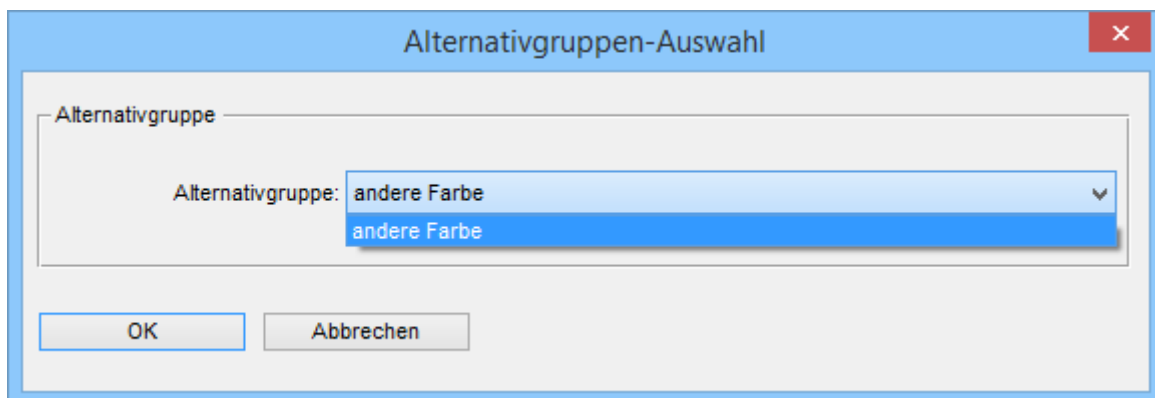 Alternativgruppen-Auswahl
Alternativgruppe
Alternativgruppe: andere Farbe
andere Farbe
OK Abbrechen